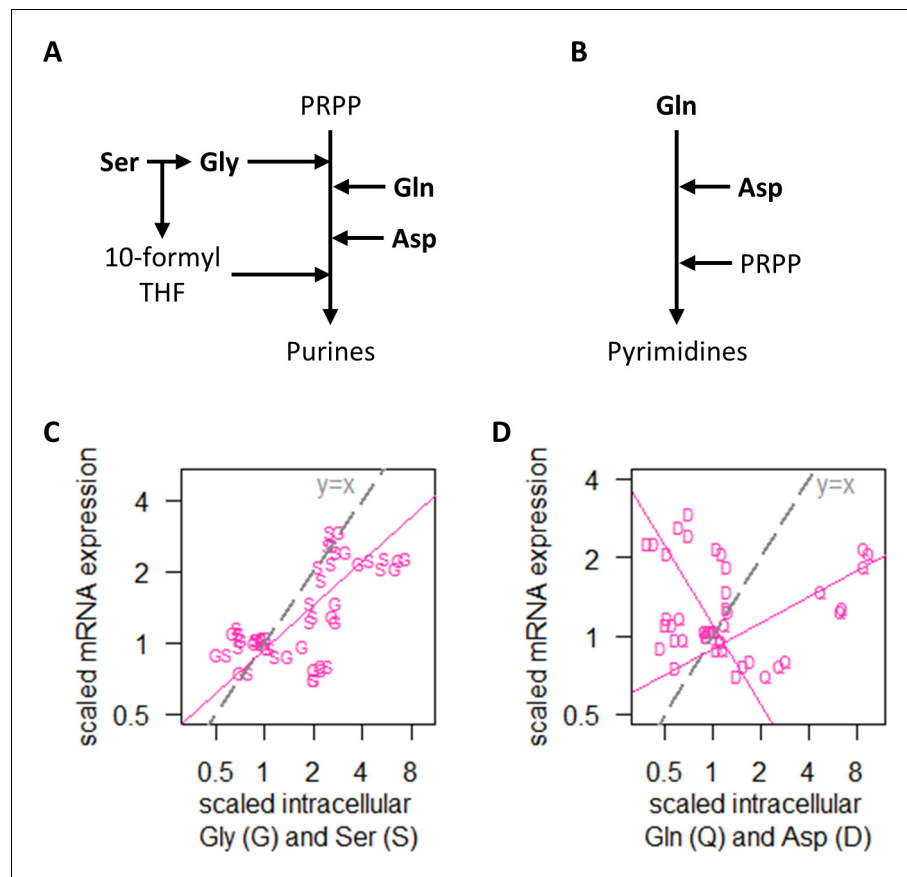 A
B
PRPP
Gln
Ser
Gly
Gln
Asp
Asp
10-formyl
THF
PRPP
Purines
Pyrimidines
C
D
scaled mRNA expression
y=x
4
2
1
0.5
0.5 1 2 4 8
scaled intracellular
Gly (G) and Ser (S)
scaled mRNA expression
y=x
4
2
1
0.5
0.5 1 2 4 8
scaled intracellular
Gln (Q) and Asp (D)